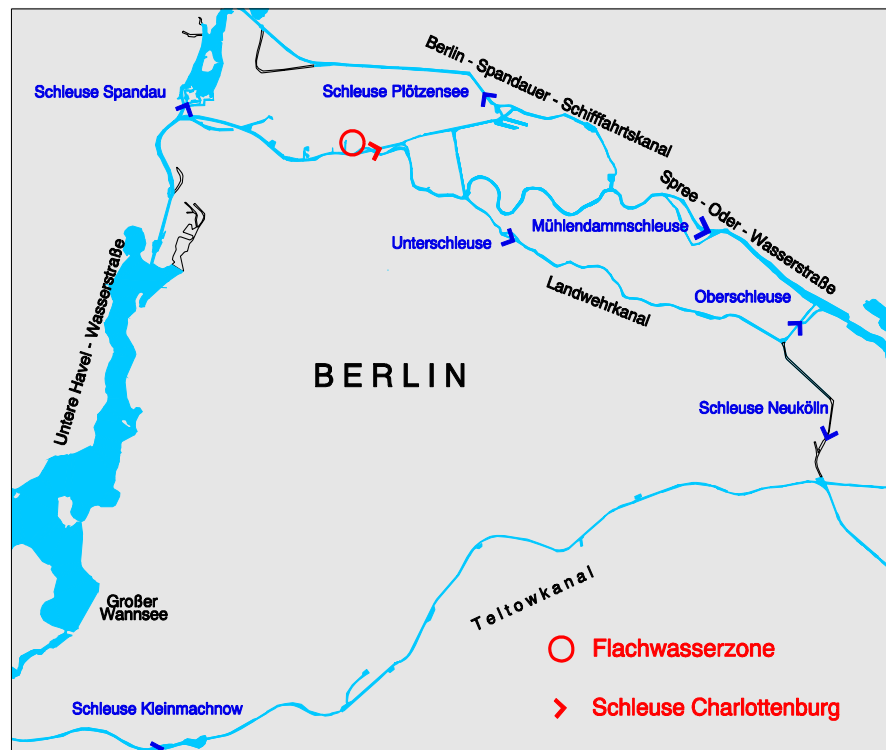 Berlin - Spandauer - Schifffahrtskanal
Schleuse Spandau
Schleuse Plötzensee
Spree - Oder - Wasserstraße
Mühlendammschleuse
Unterschleuse
Landwehrkanal
Oberschleuse
Untere Havel - Wasserstraße
BERLIN
Schleuse Neukölln
Teltowkanal
Großer
Wannsee
Flachwasserzone
Schleuse Kleinmachnow
Schleuse Charlottenburg